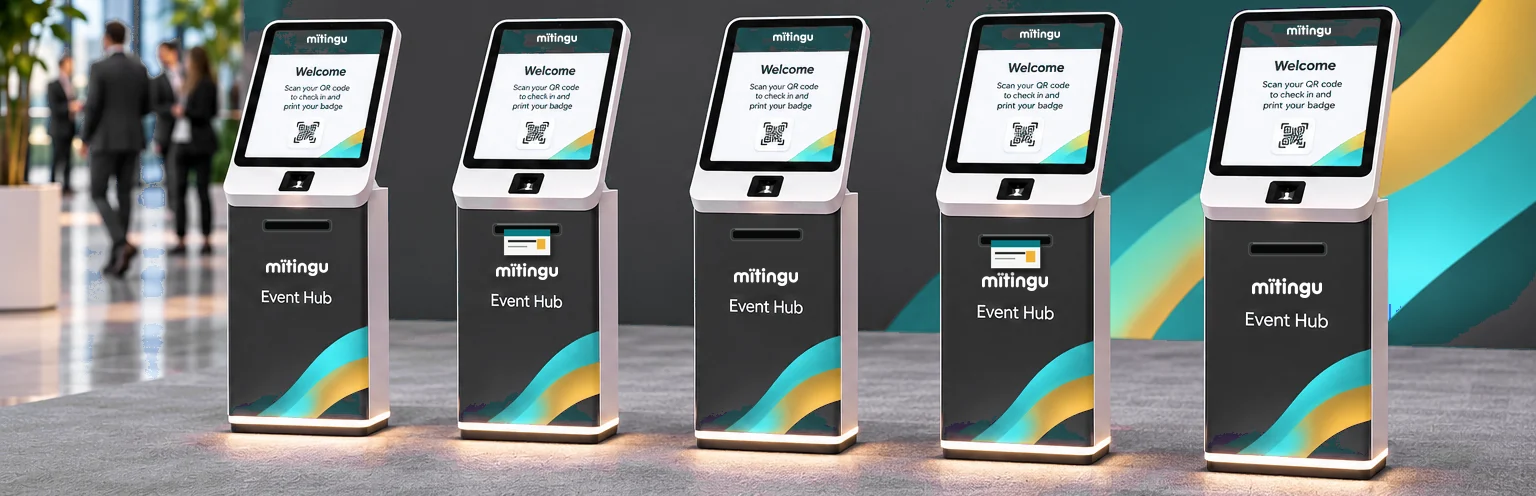 mïtingu
Welcome
Scan your QR code
to check in and
print your badge
mïtingu
Event Hub
mïtingu
Welcome
Scan your QR code
to check in and
print your badge
mïtingu
Event Hub
mïtingu
Welcome
Scan your QR code
to check in and
print your badge
mïtingu
Event Hub
mïtingu
Welcome
Scan your QR code
to check in and
print your badge
mïtingu
Event Hub
mïtingu
Welcome
Scan your QR code
to check in and
print your badge
mïtingu
Event Hub